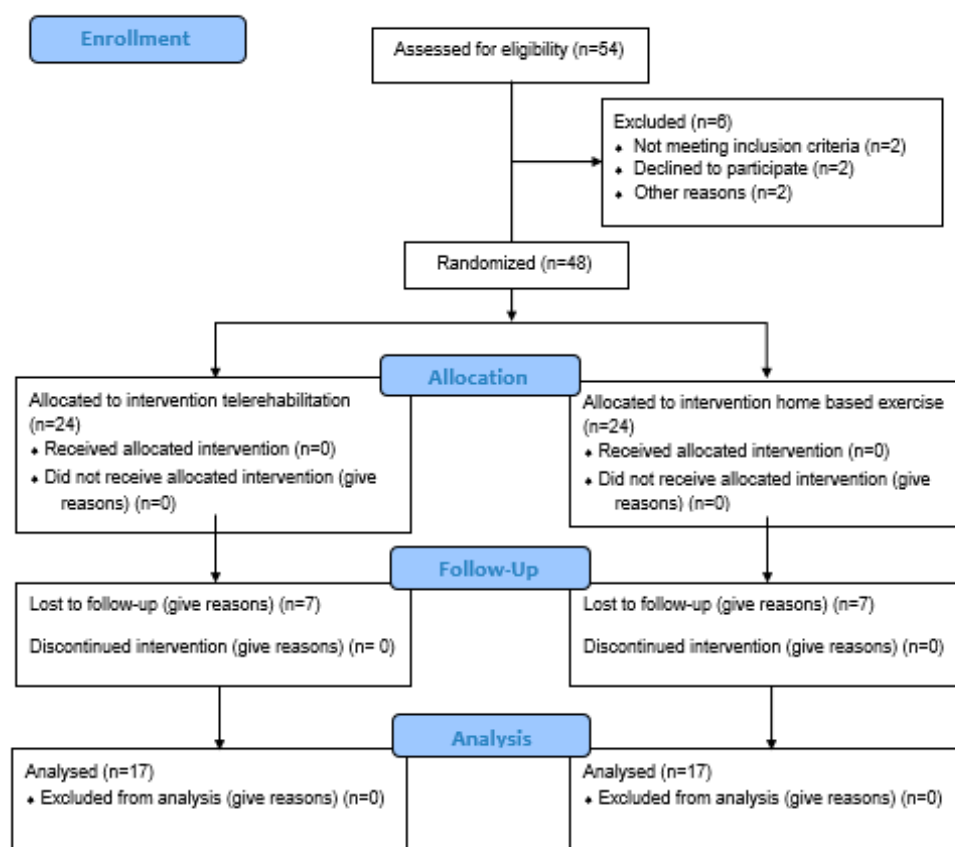 Enrollment
Assessed for eligibility (n=54)
Excluded (n=6)
♦ Not meeting inclusion criteria (n=2)
♦ Declined to participate (n=2)
♦ Other reasons (n=2)
Randomized (n=48)
Allocation
Allocated to intervention telerehabilitation
(n=24)
♦ Received allocated intervention (n=0)
♦ Did not receive allocated intervention (give
reasons) (n=0)
Allocated to intervention home based exercise
(n=24)
♦ Received allocated intervention (n=0)
♦ Did not receive allocated intervention (give
reasons) (n=0)
Follow-Up
Lost to follow-up (give reasons) (n=7)
Discontinued intervention (give reasons) (n= 0)
Lost to follow-up (give reasons) (n=7)
Discontinued intervention (give reasons) (n=0)
Analysis
Analysed (n=17)
♦ Excluded from analysis (give reasons) (n=0)
Analysed (n=17)
♦ Excluded from analysis (give reasons) (n=0)